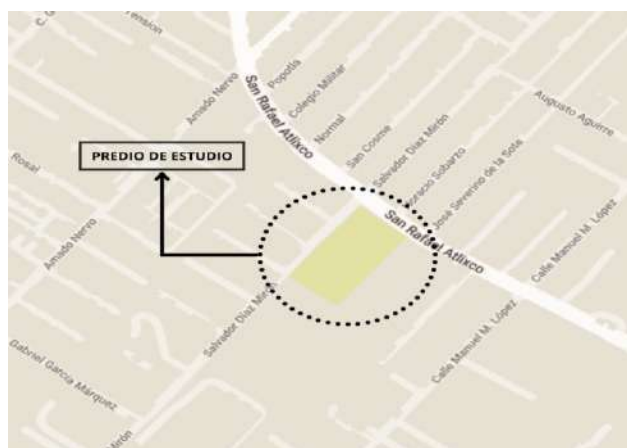 Amado Nervo
San Rafael Atlixco
Popotla
Colegio Militar
Normal
San Cosme
Salvador Díaz Mirón
Horacio Sobarzo
José Severino de la Sota
Augusto Aguirre
PREDIO DE ESTUDIO
Rosal
Amado Nervo
San Rafael Atlixco
Calle Manuel M. López
Salvador Díaz Mirón
Calle Manuel M. López
Gabriel García Márquez
Mirón